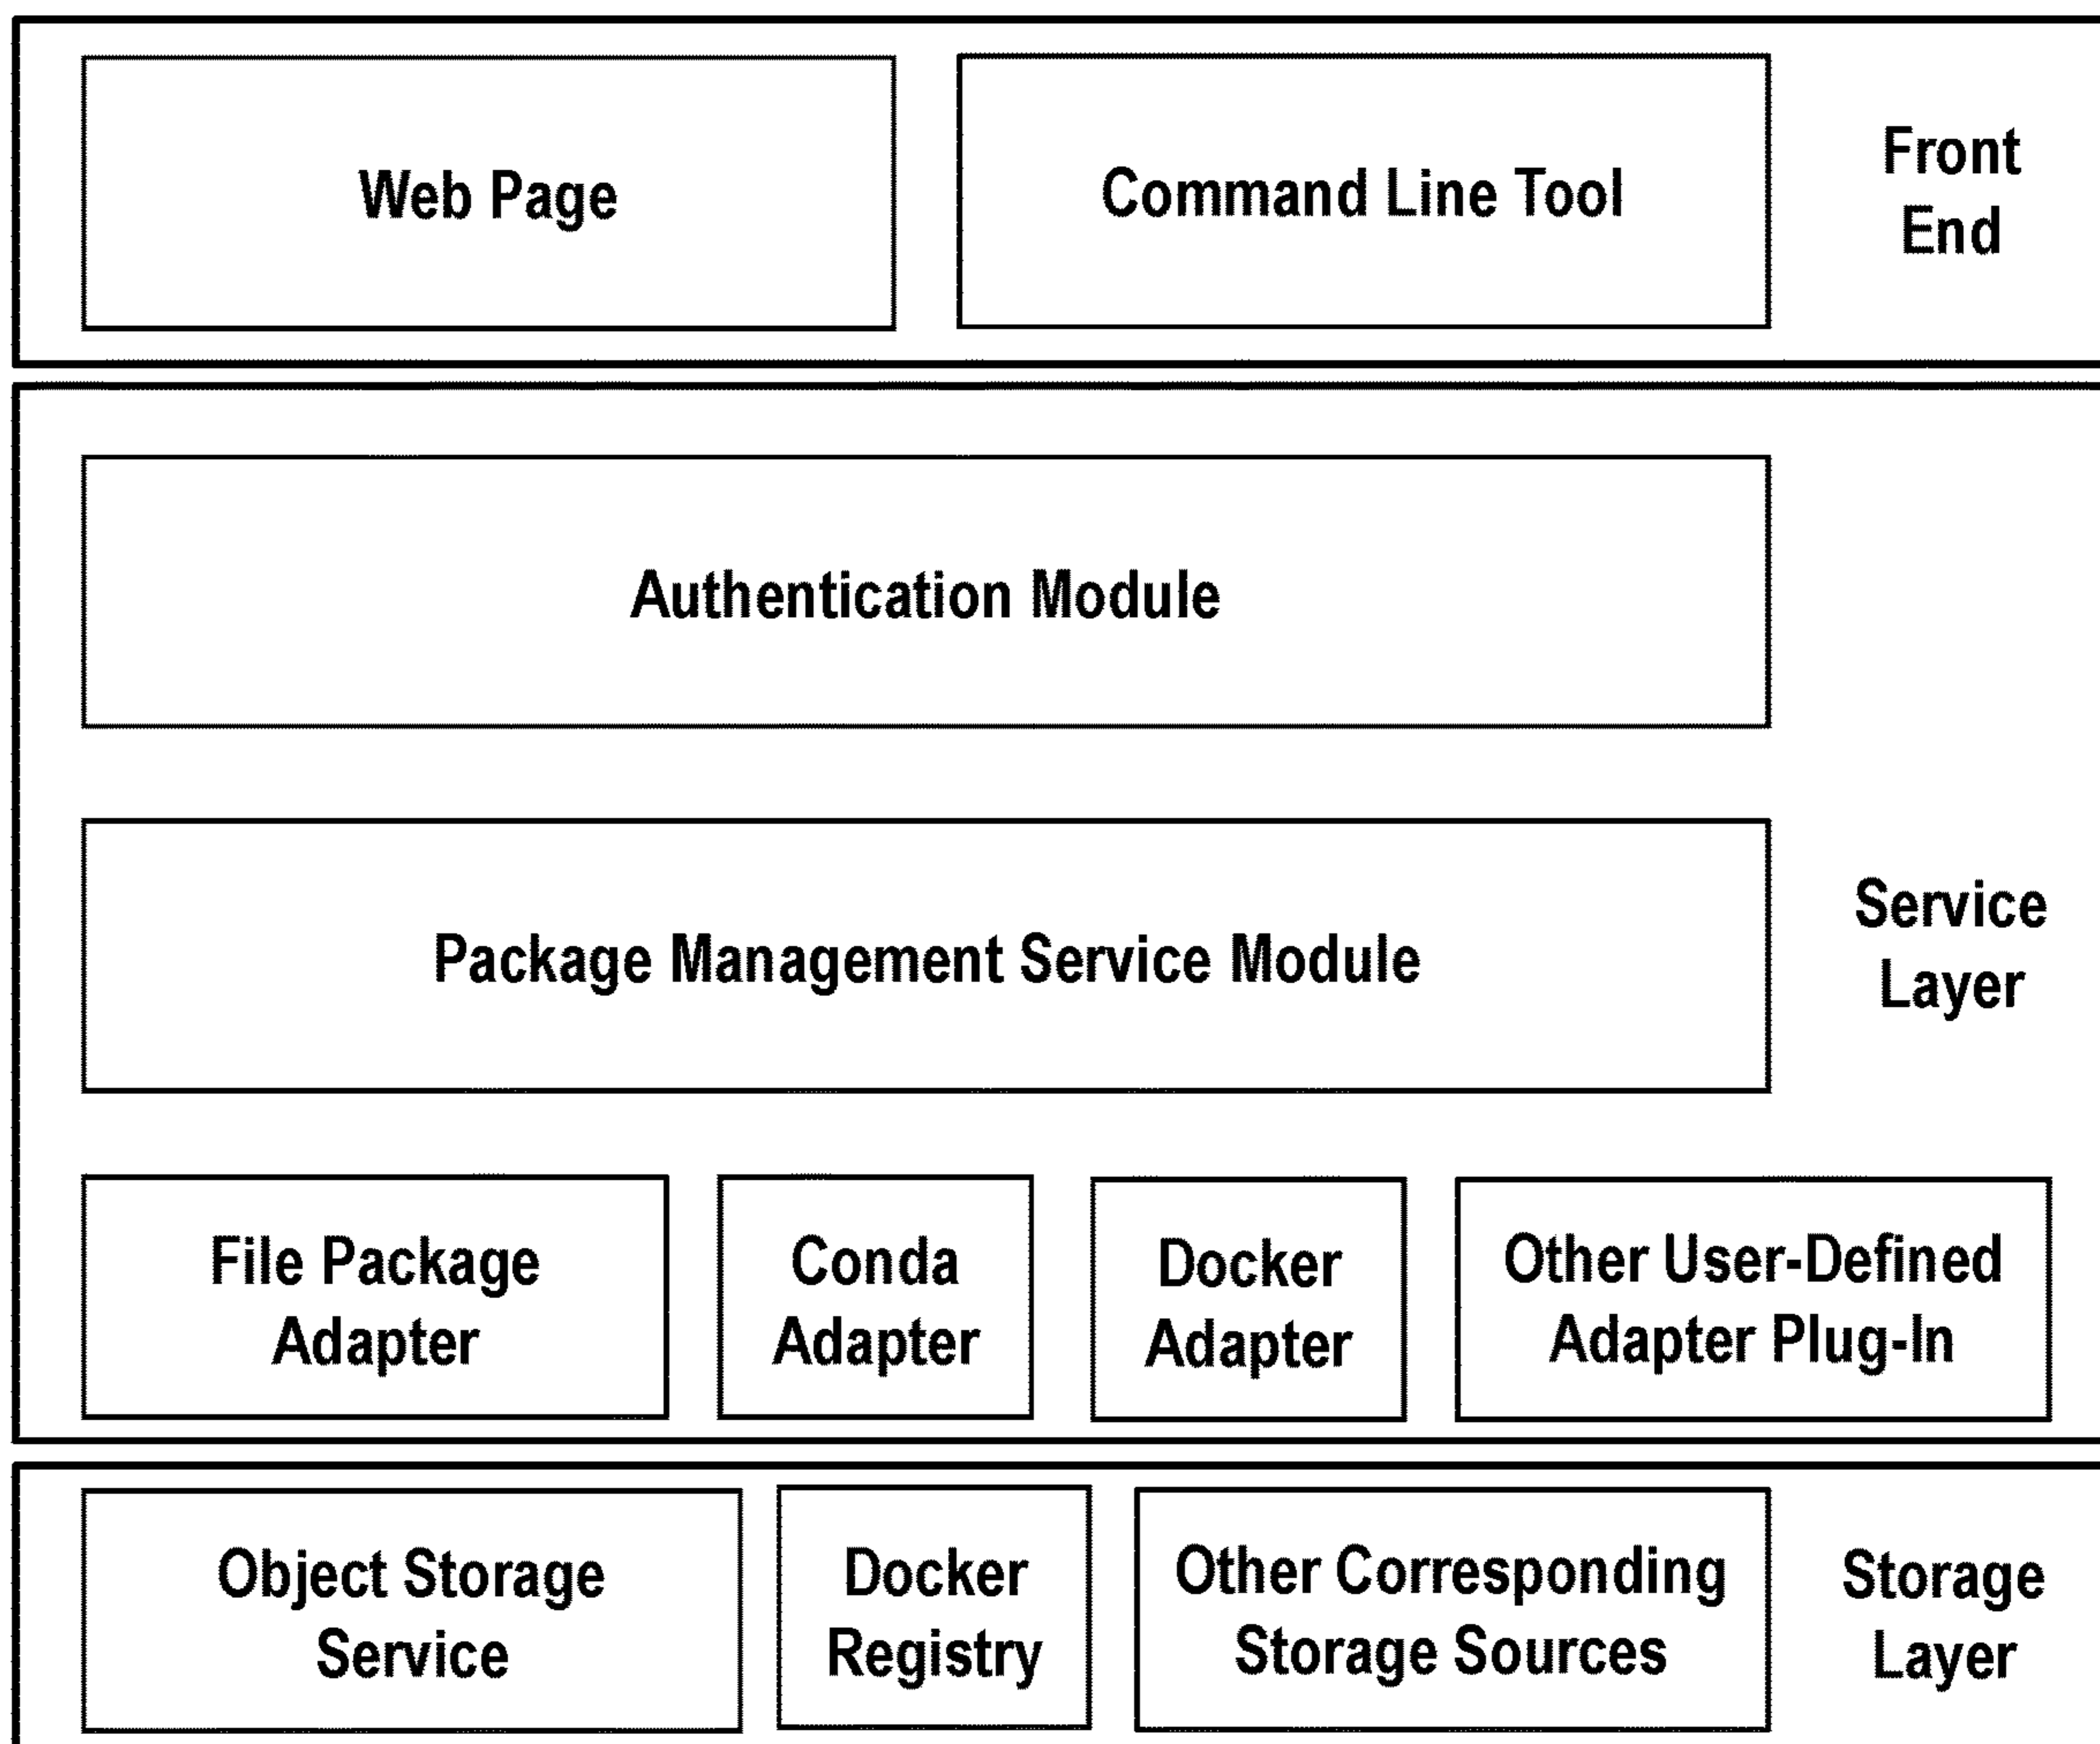 Web Page
Command Line Tool
Front
End
Authentication Module
Package Management Service Module
Service
Layer
File Package
Adapter
Conda
Adapter
Docker
Adapter
Other User-Defined
Adapter Plug-In
Object Storage
Service
Docker
Registry
Other Corresponding
Storage Sources
Storage
Layer